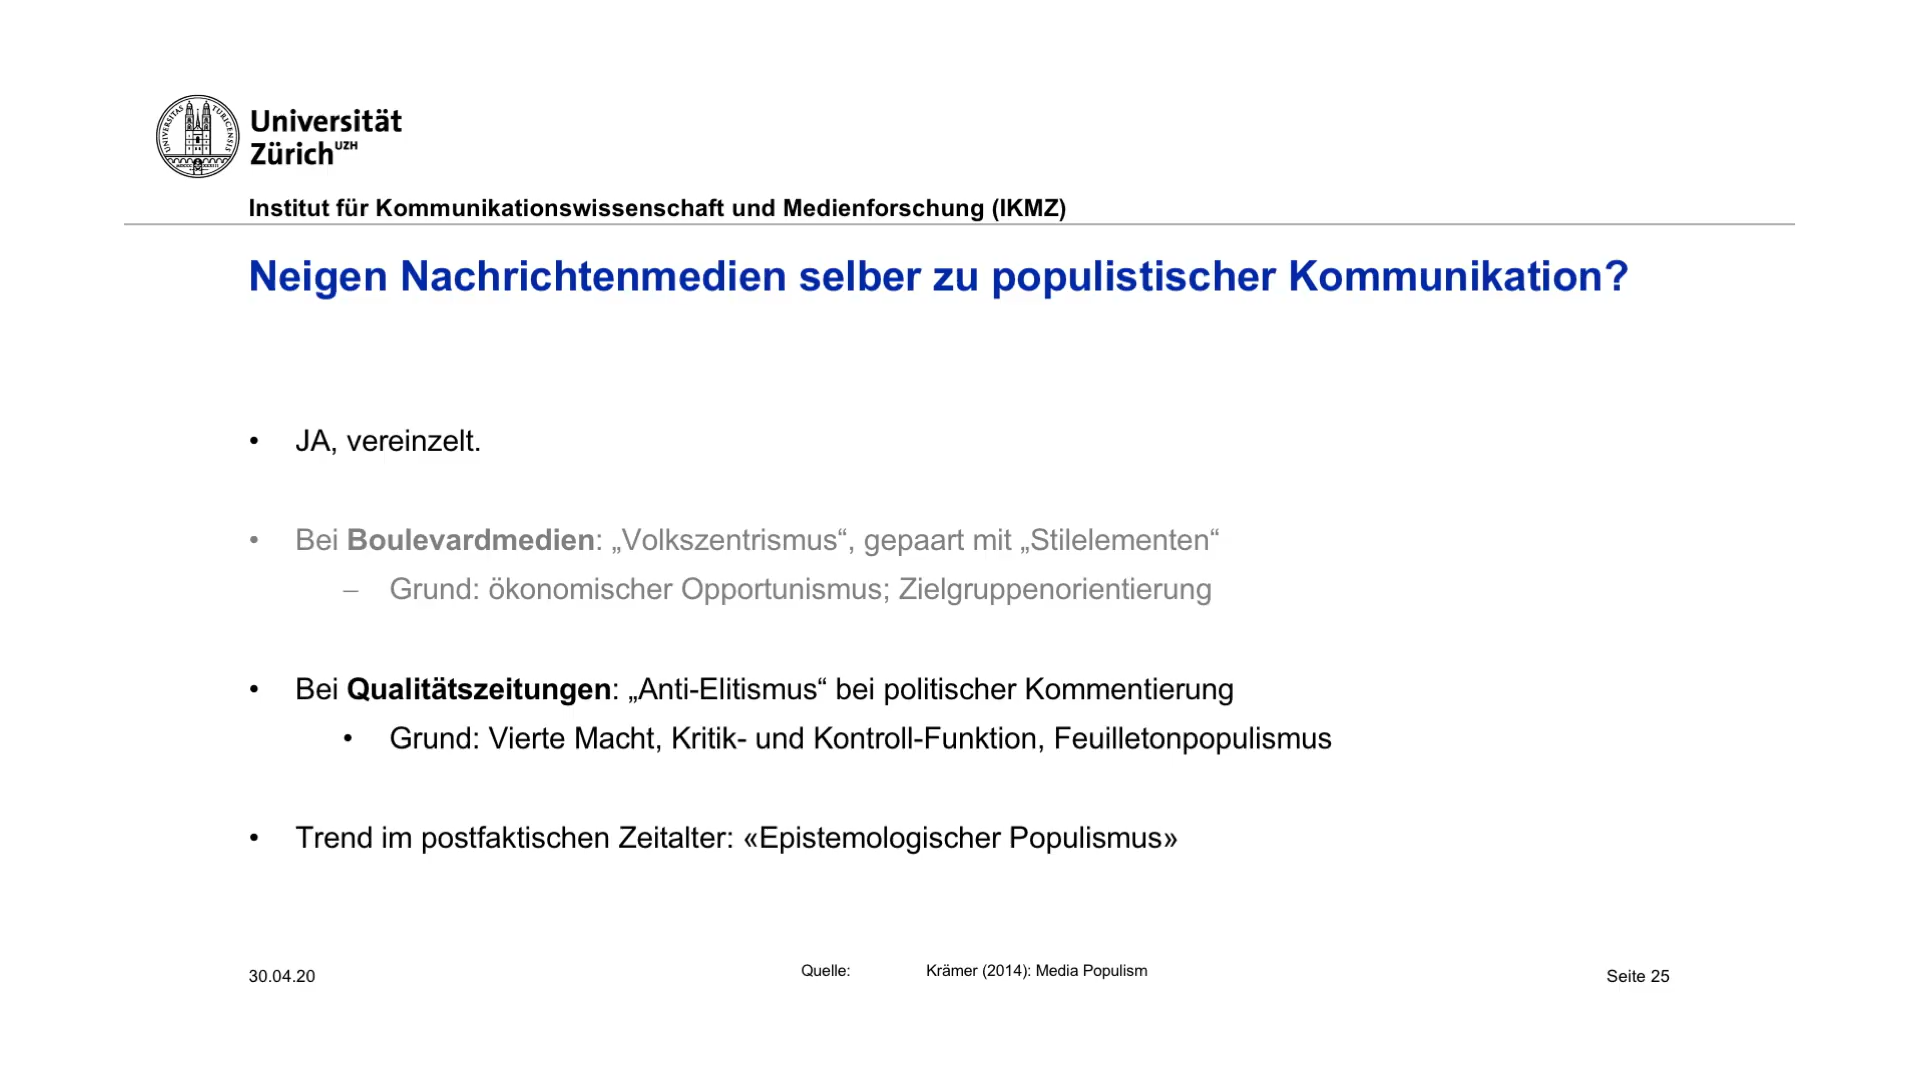 Universität
Zürich UZH
Institut für Kommunikationswissenschaft und Medienforschung (IKMZ)
Neigen Nachrichtenmedien selber zu populistischer Kommunikation?
• JA, vereinzelt.
• Bei Boulevardmedien: „Volkszentrismus“, gepaart mit „Stilelementen“
– Grund: ökonomischer Opportunismus; Zielgruppenorientierung
• Bei Qualitätszeitungen: „Anti-Elitismus“ bei politischer Kommentierung
• Grund: Vierte Macht, Kritik- und Kontroll-Funktion, Feuilletonpopulismus
• Trend im postfaktischen Zeitalter: «Epistemologischer Populismus»
30.04.20 Quelle: Krämer (2014): Media Populism Seite 25